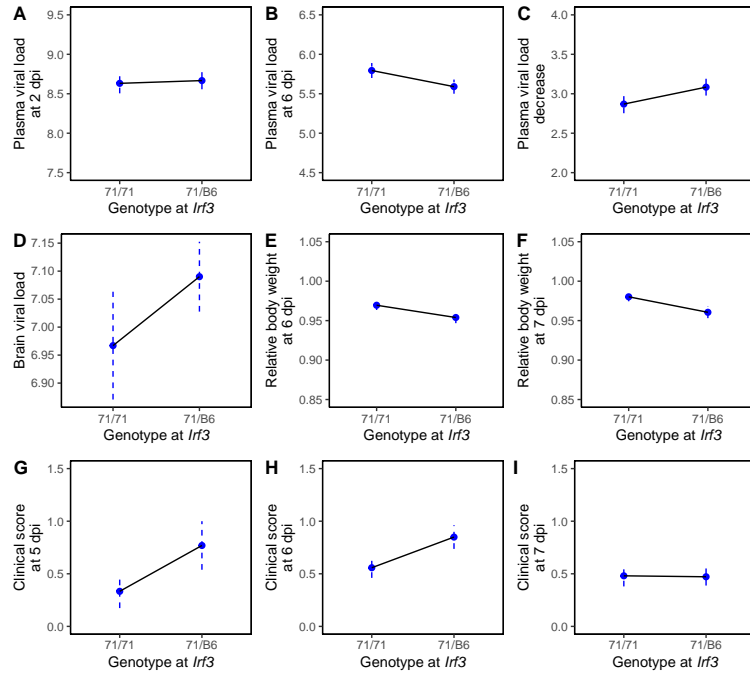 A
Plasma viral load
at 2 dpi
9.5
9.0
8.5
8.0
7.5
71/71 71/B6
Genotype at Irf3
B
Plasma viral load
at 6 dpi
6.5
6.0
5.5
5.0
4.5
71/71 71/B6
Genotype at Irf3
C
Plasma viral load
decrease
4.0
3.5
3.0
2.5
2.0
71/71 71/B6
Genotype at Irf3
D
Brain viral load
7.15
7.10
7.05
7.00
6.95
6.90
71/71 71/B6
Genotype at Irf3
E
Relative body weight
at 6 dpi
1.05
1.00
0.95
0.90
0.85
71/71 71/B6
Genotype at Irf3
F
Relative body weight
at 7 dpi
1.05
1.00
0.95
0.90
0.85
71/71 71/B6
Genotype at Irf3
G
Clinical score
at 5 dpi
1.5
1.0
0.5
0.0
71/71 71/B6
Genotype at Irf3
H
Clinical score
at 6 dpi
1.5
1.0
0.5
0.0
71/71 71/B6
Genotype at Irf3
I
Clinical score
at 7 dpi
1.5
1.0
0.5
0.0
71/71 71/B6
Genotype at Irf3